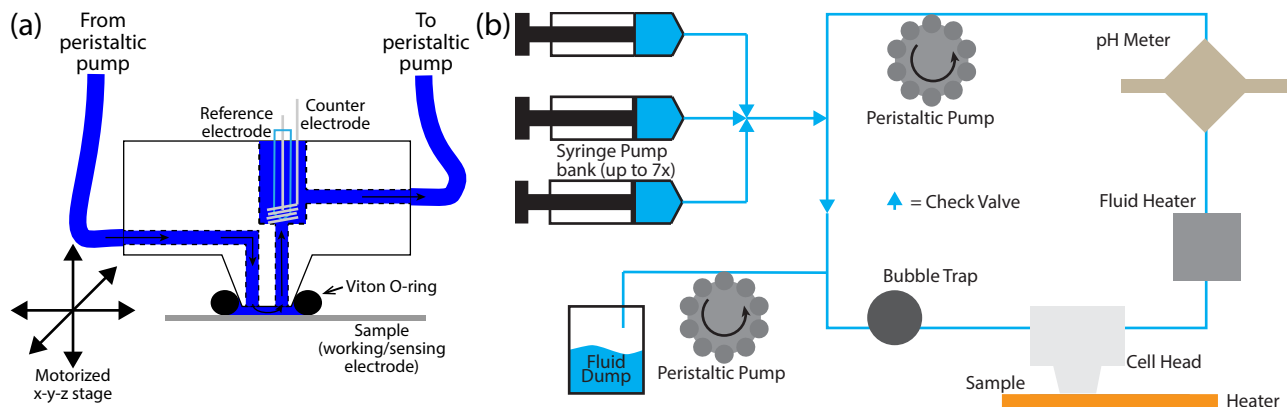 (a)
From
peristaltic
pump
To
peristaltic
pump
Reference
electrode
Counter
electrode
Viton O-ring
Sample
(working/sensing
electrode)
Motorized
x-y-z stage
(b)
Syringe Pump
bank (up to 7x)
Peristaltic Pump
pH Meter
= Check Valve
Fluid Heater
Bubble Trap
Fluid
Dump
Peristaltic Pump
Cell Head
Sample
Heater